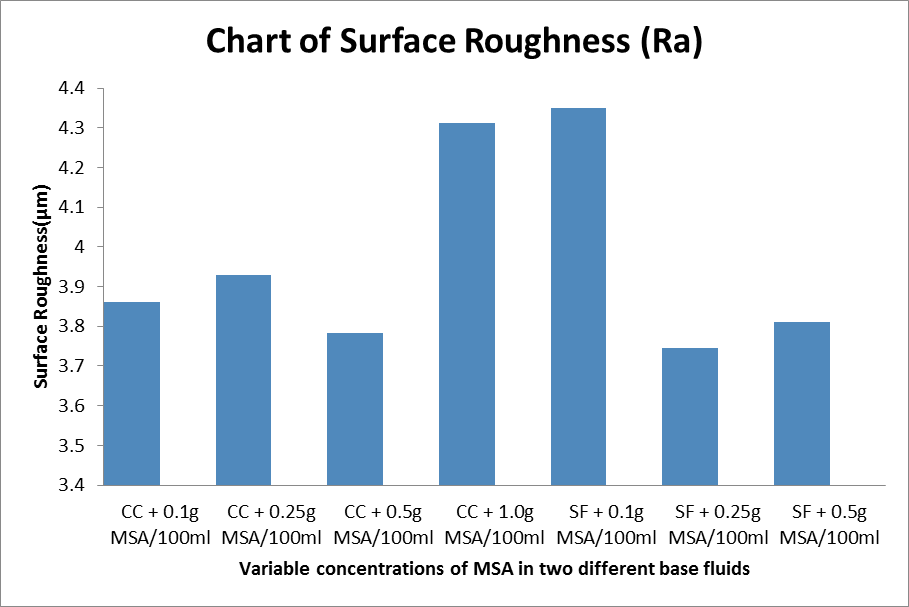 Chart of Surface Roughness (Ra)
Surface Roughness(µm)
4.4
4.3
4.2
4.1
4
3.9
3.8
3.7
3.6
3.5
3.4
CC + 0.1g
MSA/100ml
CC + 0.25g
MSA/100ml
CC + 0.5g
MSA/100ml
CC + 1.0g
MSA/100ml
SF + 0.1g
MSA/100ml
SF + 0.25g
MSA/100ml
SF + 0.5g
MSA/100ml
Variable concentrations of MSA in two different base fluids